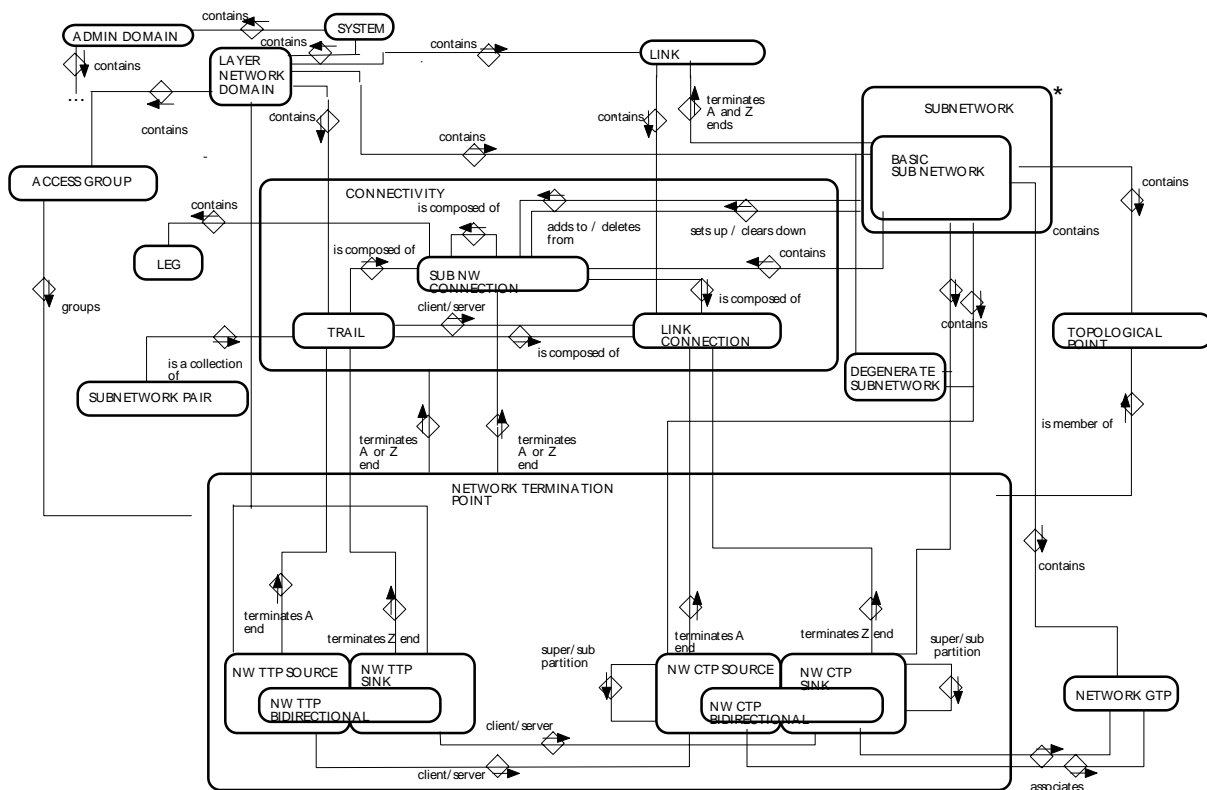 contains
SYSTEM
ADMIN DOMAIN
contains
contains
LINK
contains
LAYER
NETWORK
DOMAIN
...
contains
contains
contains
terminates
A and Z
ends
SUBNETWORK
*
contains
BASIC
SUB NETWORK
ACCESS GROUP
CONNECTIVITY
contains
contains
is composed of
adds to / deletes
from
sets up / clears down
contains
LEG
is composed of
SUB NW
CONNECTION
contains
groups
client/server
is composed of
TRAIL
LINK
CONNECTION
contains
TOPOLOGICAL
POINT
is composed of
is a collection
of
DEGENERATE
SUBNETWORK
SUBNETWORK PAIR
terminates
A or Z
end
terminates
A or Z
end
is member of
NETWORK TERMINATION
POINT
contains
terminates A
end
terminates Z end
terminates A
end
terminates Z end
super/sub
partition
super/sub
partition
NW TTP SOURCE
NW TTP
SINK
NW TTP
BIDIRECTIONAL
NW CTP SOURCE
NW CTP
SINK
NW CTP
BIDIRECTIONAL
NETWORK GTP
client/server
client/server
associates